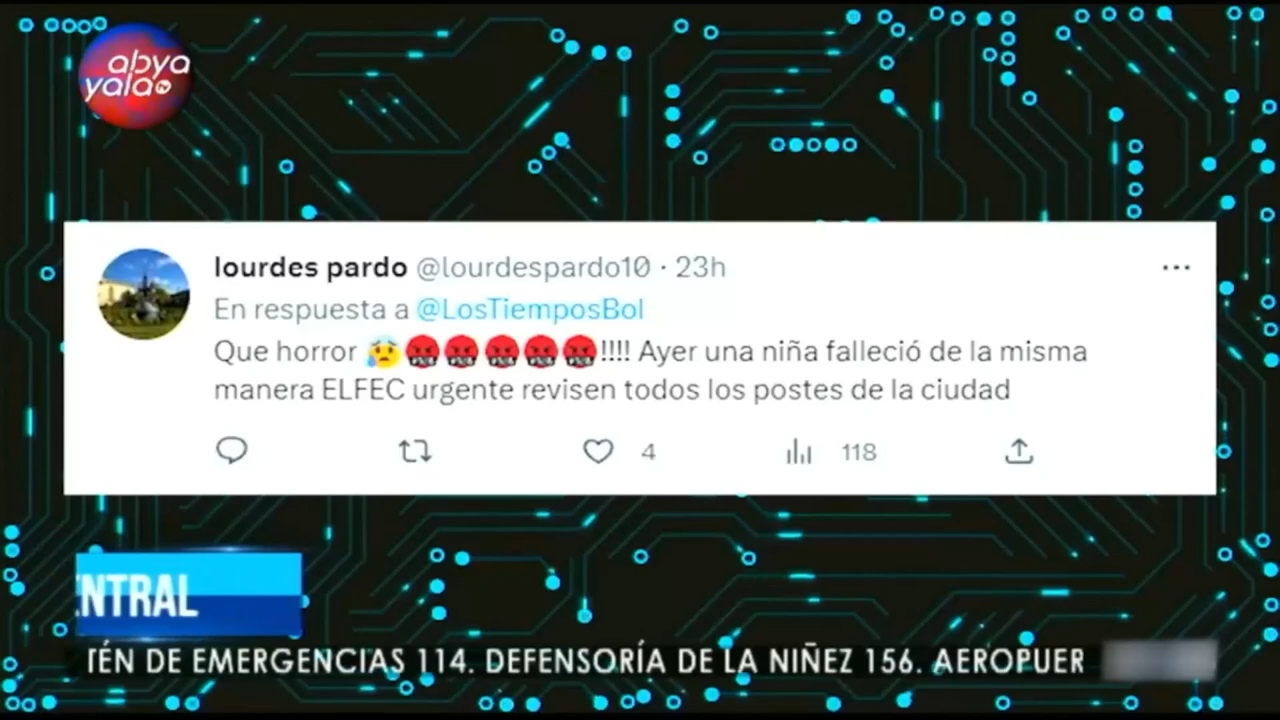 abya
yala tv
lourdes pardo @lourdespardo10 · 23h
En respuesta a @LosTiemposBol
Que horror 😰🤬🤬🤬🤬🤬!!!! Ayer una niña falleció de la misma
manera ELFEC urgente revisen todos los postes de la ciudad
4 118
ENTRAL
TÉN DE EMERGENCIAS 114. DEFENSORÍA DE LA NIÑEZ 156. AEROPUER